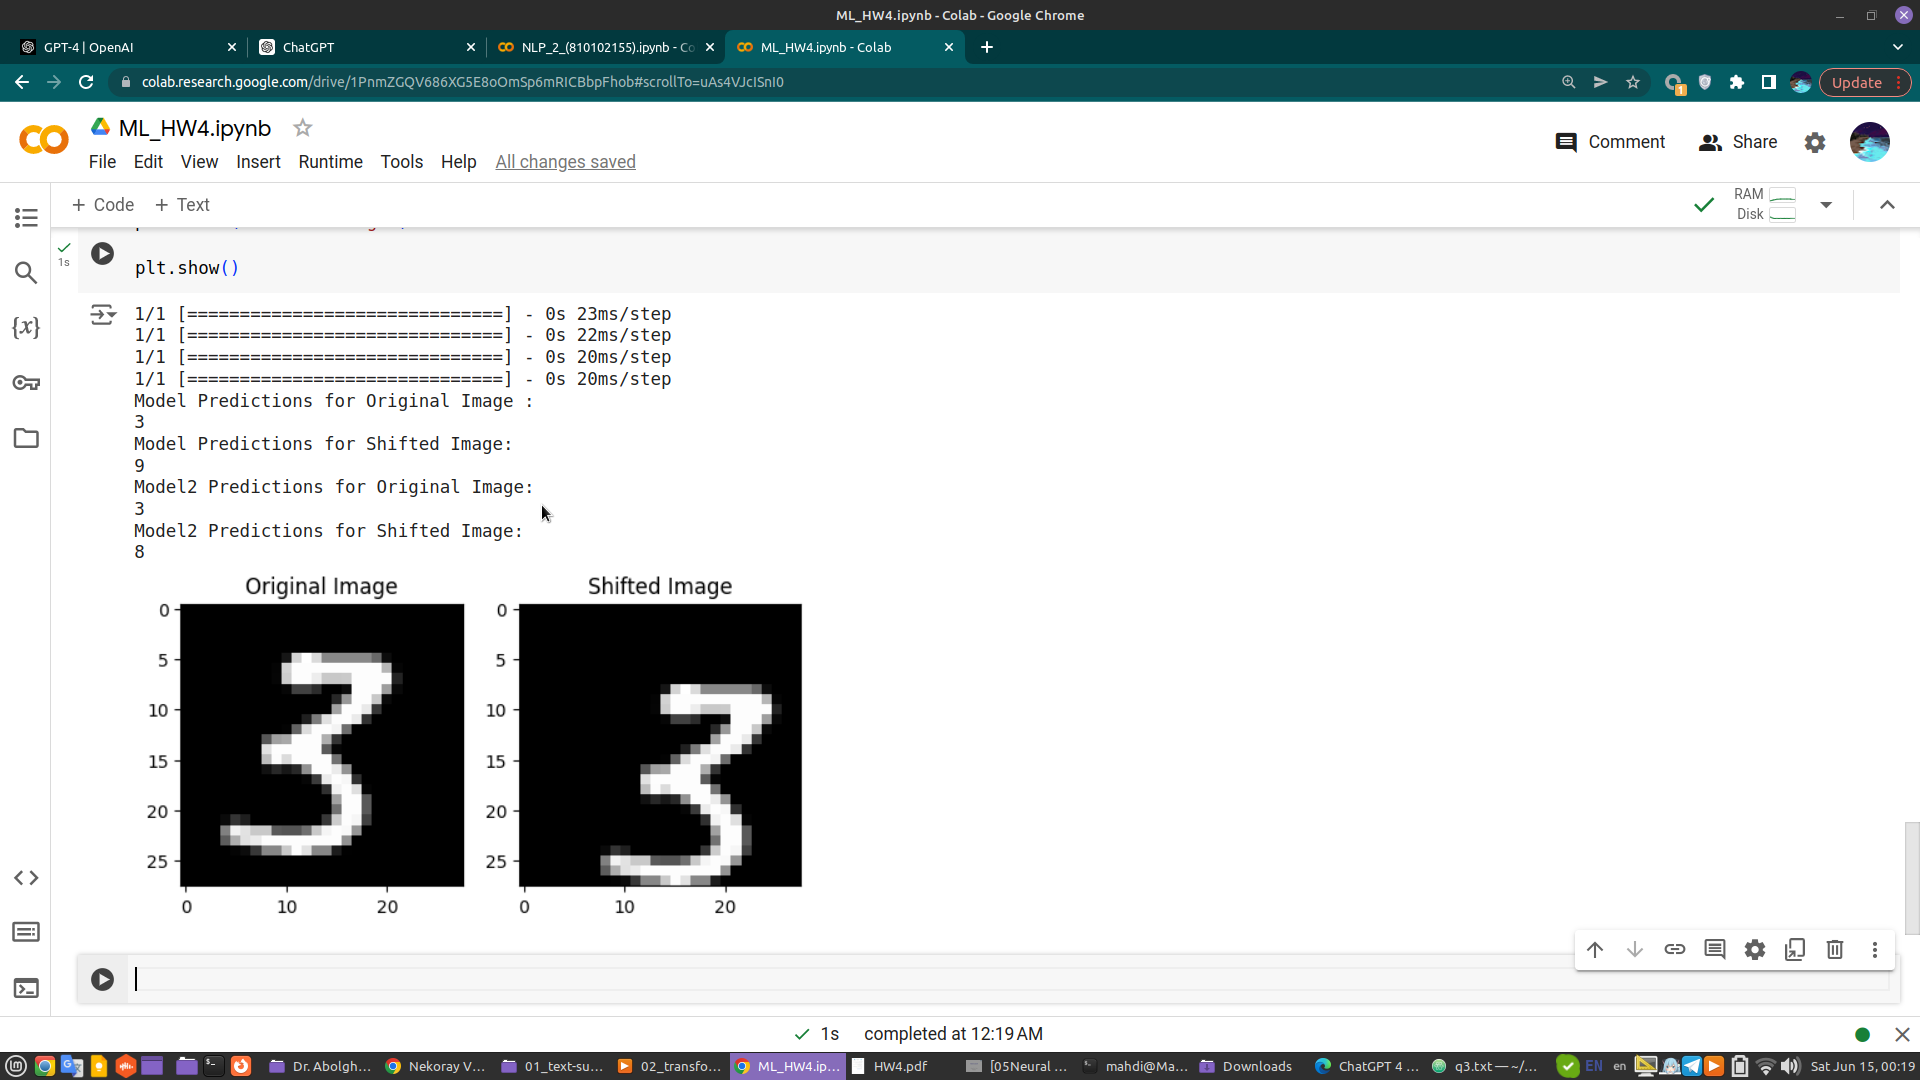 ML_HW4.ipynb - Colab - Google Chrome
GPT-4 | OpenAI
ChatGPT
NLP_2_(810102155).ipynb - Co
ML_HW4.ipynb - Colab
colab.research.google.com/drive/1PnmZGQV686XG5E8oOmSp6mRICBbpFhob#scrollTo=uAs4VJcISnI0
1
Update
ML_HW4.ipynb
File Edit View Insert Runtime Tools Help All changes saved
Comment
Share
+ Code + Text
RAM
Disk
1s
plt.show()
{x}
1/1 [==============================] - 0s 23ms/step
1/1 [==============================] - 0s 22ms/step
1/1 [==============================] - 0s 20ms/step
1/1 [==============================] - 0s 20ms/step
Model Predictions for Original Image :
3
Model Predictions for Shifted Image:
9
Model2 Predictions for Original Image:
3
Model2 Predictions for Shifted Image:
8
Original Image
Shifted Image
0
5
10
15
20
25
0 10 20
0
5
10
15
20
25
0 10 20
1s completed at 12:19 AM
Dr. Abolgh...
Nekoray V...
01_text-su...
02_transfo...
ML_HW4.ip...
HW4.pdf
[05Neural ...
mahdi@Ma...
Downloads
ChatGPT 4 ...
q3.txt — ~/...
EN
en
Sat Jun 15, 00:19